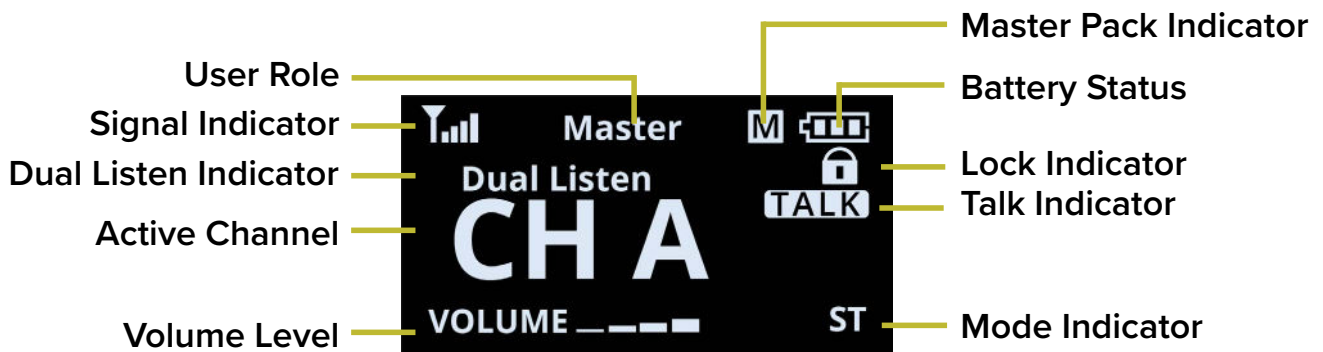 Master Pack Indicator
User Role
Battery Status
Signal Indicator
Master M
Dual Listen Indicator
Dual Listen
Lock Indicator
TALK
Talk Indicator
Active Channel
CH A
Volume Level
VOLUME
ST
Mode Indicator